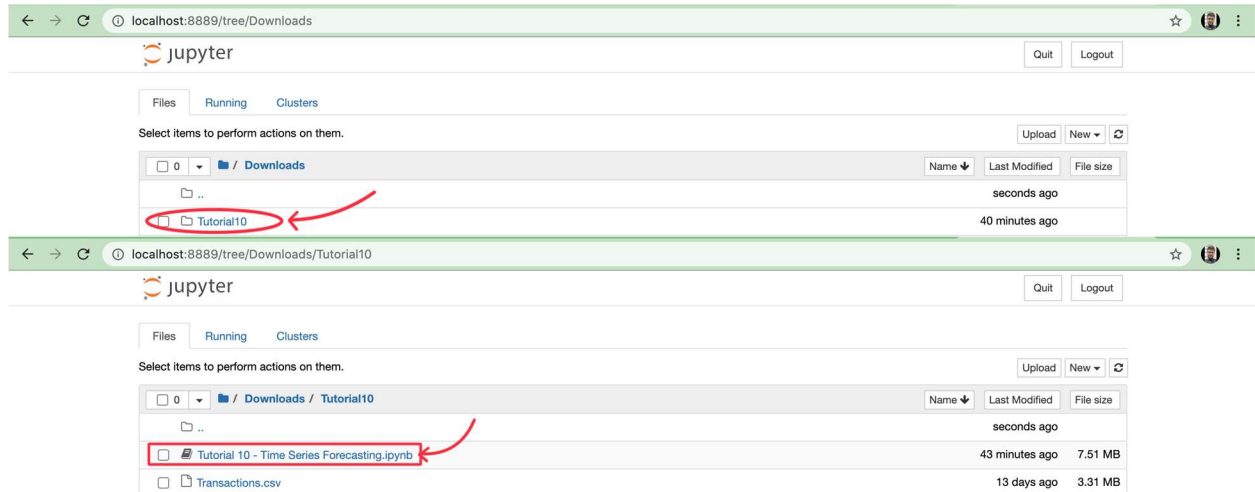 localhost:8889/tree/Downloads
jupyter
Quit Logout
Files Running Clusters
Select items to perform actions on them.
Upload New
0 / Downloads
Name Last Modified File size
..
seconds ago
Tutorial10
40 minutes ago
localhost:8889/tree/Downloads/Tutorial10
jupyter
Quit Logout
Files Running Clusters
Select items to perform actions on them.
Upload New
0 / Downloads / Tutorial10
Name Last Modified File size
..
seconds ago
Tutorial 10 - Time Series Forecasting.ipynb
43 minutes ago 7.51 MB
Transactions.csv
13 days ago 3.31 MB